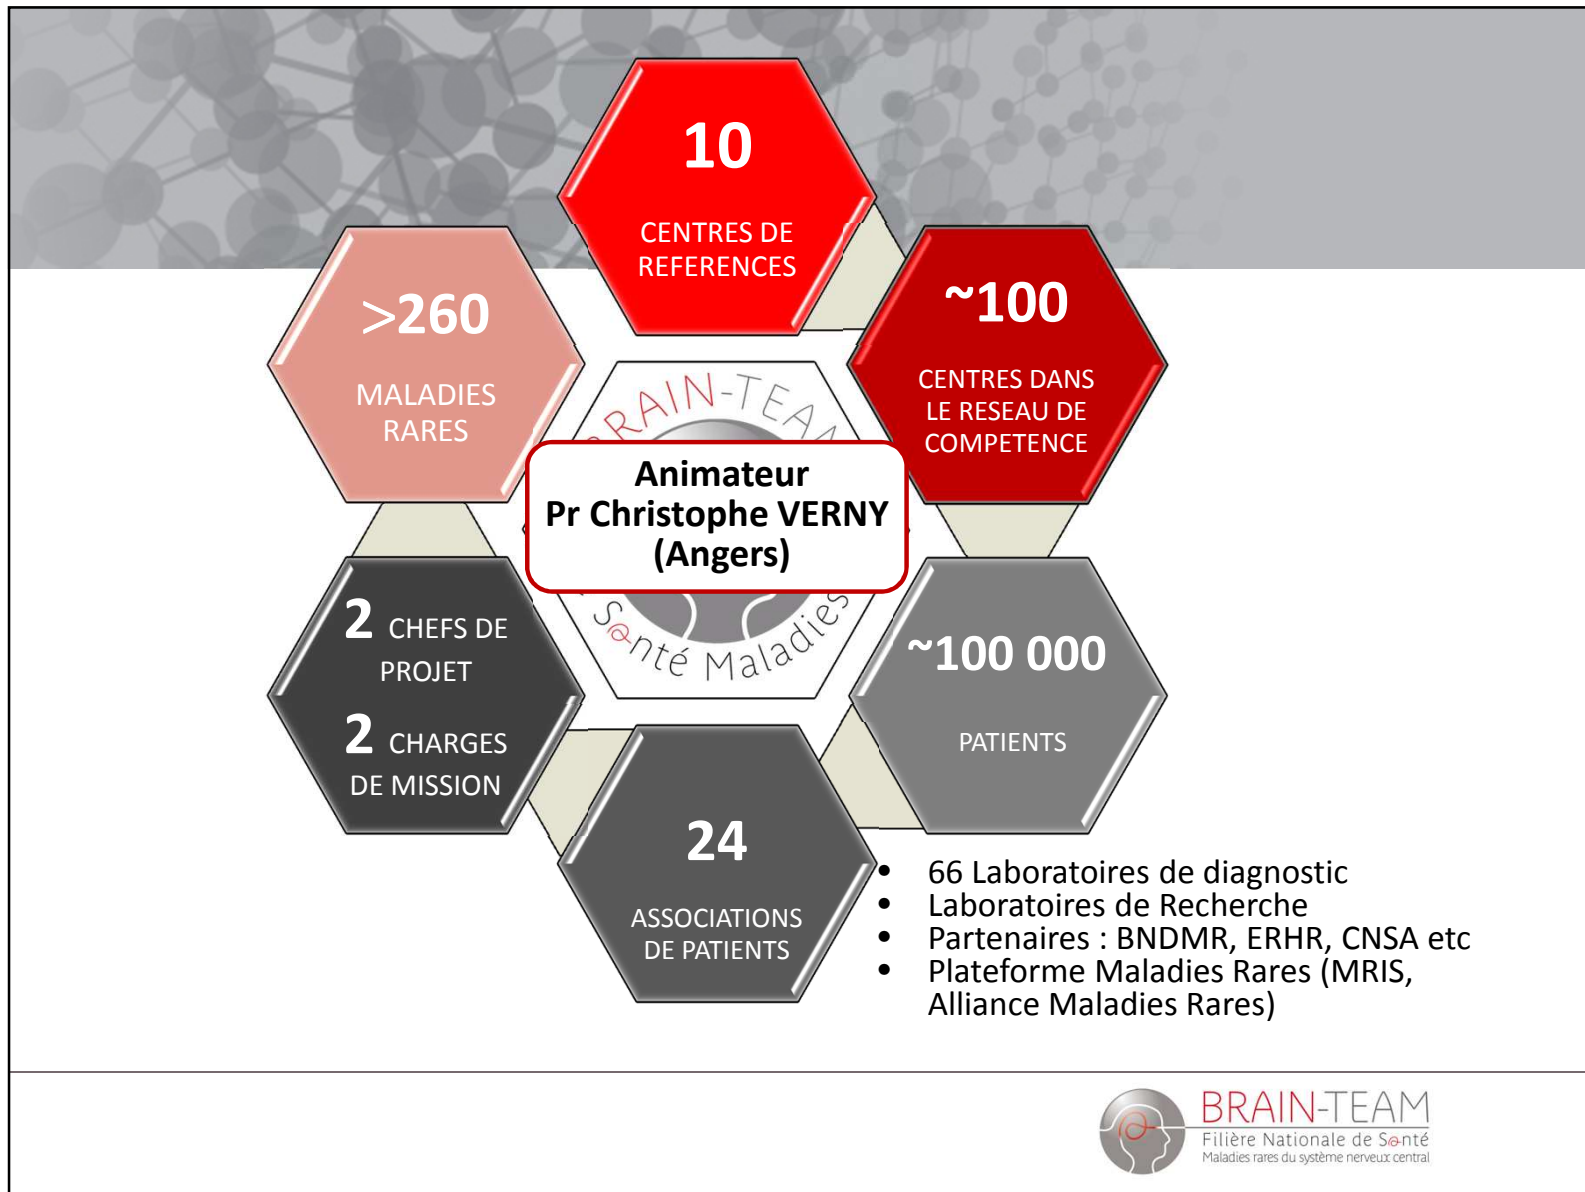 10
CENTRES DE
REFERENCES
>260
MALADIES
RARES
~100
CENTRES DANS
LE RESEAU DE
COMPETENCE
BRAIN-TEAM
Animateur
Pr Christophe VERNY
(Angers)
Santé Maladies
2 CHEFS DE
PROJET
2 CHARGES
DE MISSION
~100 000
PATIENTS
24
ASSOCIATIONS
DE PATIENTS
• 66 Laboratoires de diagnostic
• Laboratoires de Recherche
• Partenaires : BNDMR, ERHR, CNSA etc
• Plateforme Maladies Rares (MRIS,
Alliance Maladies Rares)
BRAIN-TEAM
Filière Nationale de Santé
Maladies rares du système nerveux central